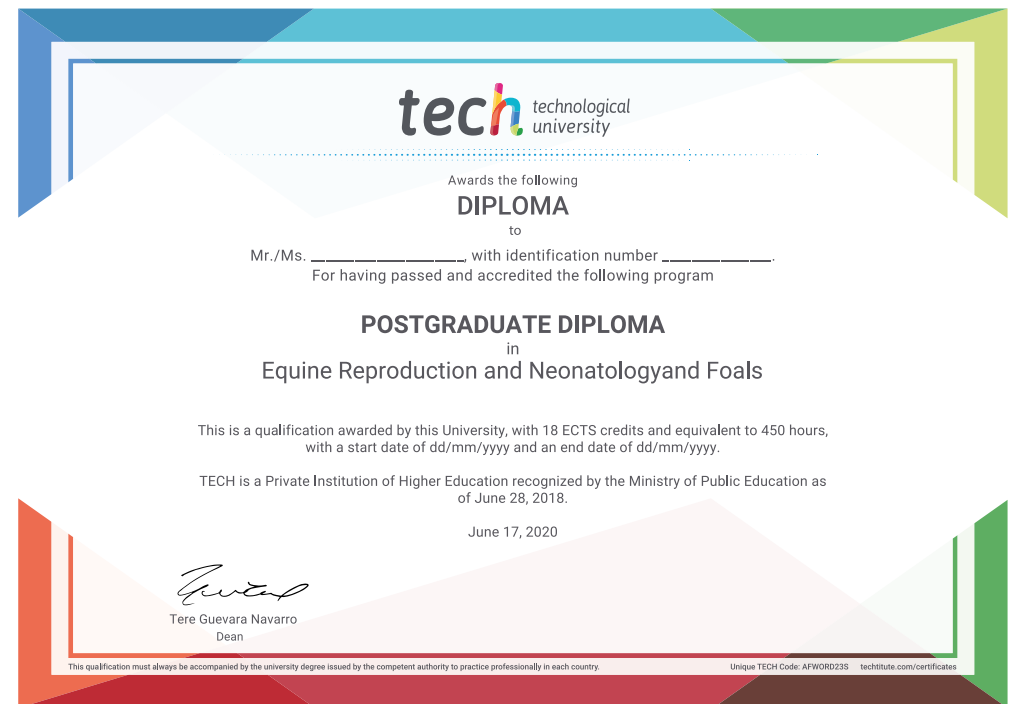 tech technological
university
Awards the following
DIPLOMA
to
Mr./Ms. ____________________, with identification number ______________.
For having passed and accredited the following program
POSTGRADUATE DIPLOMA
in
Equine Reproduction and Neonatologyand Foals
This is a qualification awarded by this University, with 18 ECTS credits and equivalent to 450 hours,
with a start date of dd/mm/yyyy and an end date of dd/mm/yyyy.
TECH is a Private Institution of Higher Education recognized by the Ministry of Public Education as
of June 28, 2018.
June 17, 2020
Tere Guevara Navarro
Dean
This qualification must always be accompanied by the university degree issued by the competent authority to practice professionally in each country.
Unique TECH Code: AFWORD23S techtitute.com/certificates